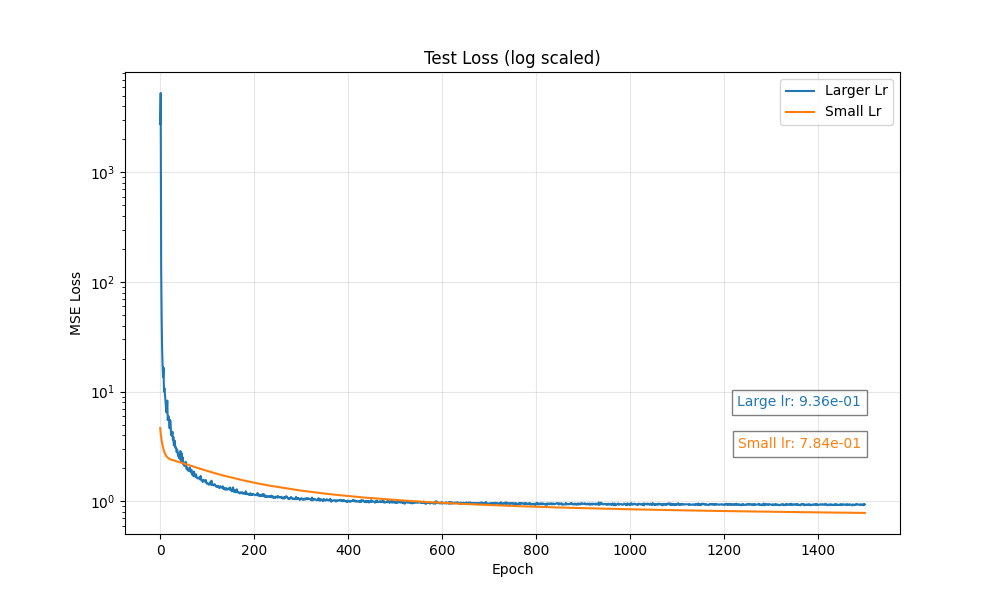 Test Loss (log scaled)
Larger Lr
Small Lr
MSE Loss
10³
10²
10¹
10⁰
Large lr: 9.36e-01
Small lr: 7.84e-01
0 200 400 600 800 1000 1200 1400
Epoch